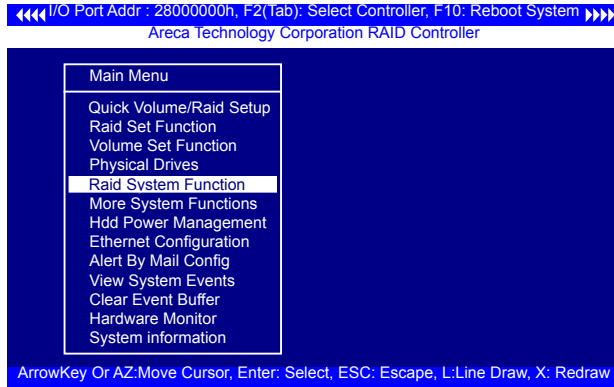 I/O Port Addr : 28000000h, F2(Tab): Select Controller, F10: Reboot System
Areca Technology Corporation RAID Controller
Main Menu
Quick Volume/Raid Setup
Raid Set Function
Volume Set Function
Physical Drives
Raid System Function
More System Functions
Hdd Power Management
Ethernet Configuration
Alert By Mail Config
View System Events
Clear Event Buffer
Hardware Monitor
System information
ArrowKey Or AZ:Move Cursor, Enter: Select, ESC: Escape, L:Line Draw, X: Redraw